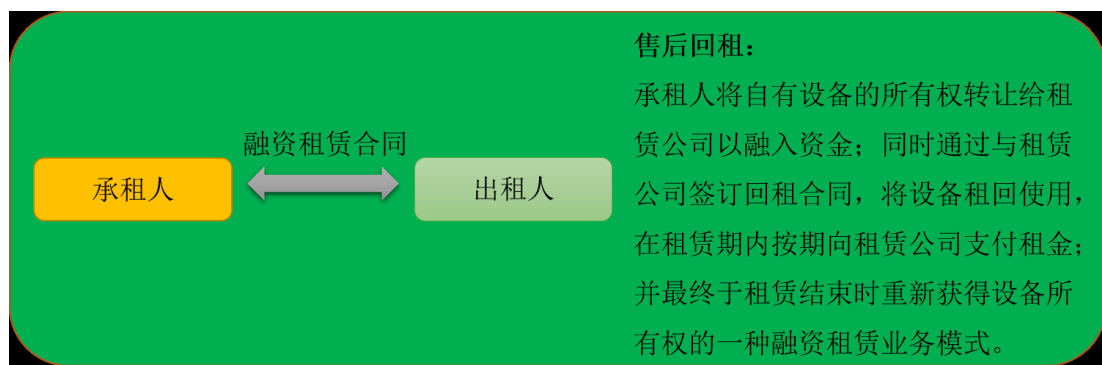 融资租赁合同
承租人
出租人
售后回租：
承租人将自有设备的所有权转让给租
赁公司以融入资金；同时通过与租赁
公司签订回租合同，将设备租回使用，
在租赁期内按期向租赁公司支付租金；
并最终于租赁结束时重新获得设备所
有权的一种融资租赁业务模式。